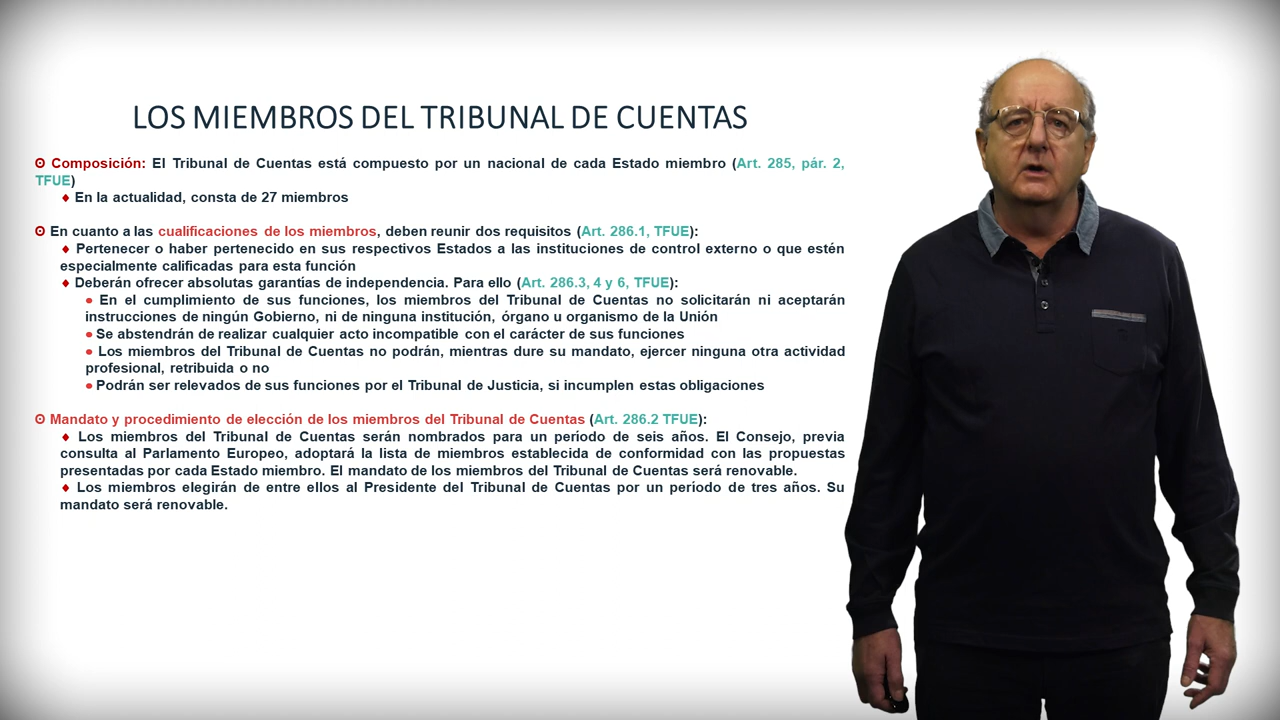 LOS MIEMBROS DEL TRIBUNAL DE CUENTAS
ʘ Composición: El Tribunal de Cuentas está compuesto por un nacional de cada Estado miembro (Art. 285, pár. 2,
TFUE)
♦ En la actualidad, consta de 27 miembros
ʘ En cuanto a las cualificaciones de los miembros, deben reunir dos requisitos (Art. 286.1, TFUE):
♦ Pertenecer o haber pertenecido en sus respectivos Estados a las instituciones de control externo o que estén
especialmente calificadas para esta función
♦ Deberán ofrecer absolutas garantías de independencia. Para ello (Art. 286.3, 4 y 6, TFUE):
● En el cumplimiento de sus funciones, los miembros del Tribunal de Cuentas no solicitarán ni aceptarán
instrucciones de ningún Gobierno, ni de ninguna institución, órgano u organismo de la Unión
● Se abstendrán de realizar cualquier acto incompatible con el carácter de sus funciones
● Los miembros del Tribunal de Cuentas no podrán, mientras dure su mandato, ejercer ninguna otra actividad
profesional, retribuida o no
● Podrán ser relevados de sus funciones por el Tribunal de Justicia, si incumplen estas obligaciones
ʘ Mandato y procedimiento de elección de los miembros del Tribunal de Cuentas (Art. 286.2 TFUE):
♦ Los miembros del Tribunal de Cuentas serán nombrados para un período de seis años. El Consejo, previa
consulta al Parlamento Europeo, adoptará la lista de miembros establecida de conformidad con las propuestas
presentadas por cada Estado miembro. El mandato de los miembros del Tribunal de Cuentas será renovable.
♦ Los miembros elegirán de entre ellos al Presidente del Tribunal de Cuentas por un período de tres años. Su
mandato será renovable.